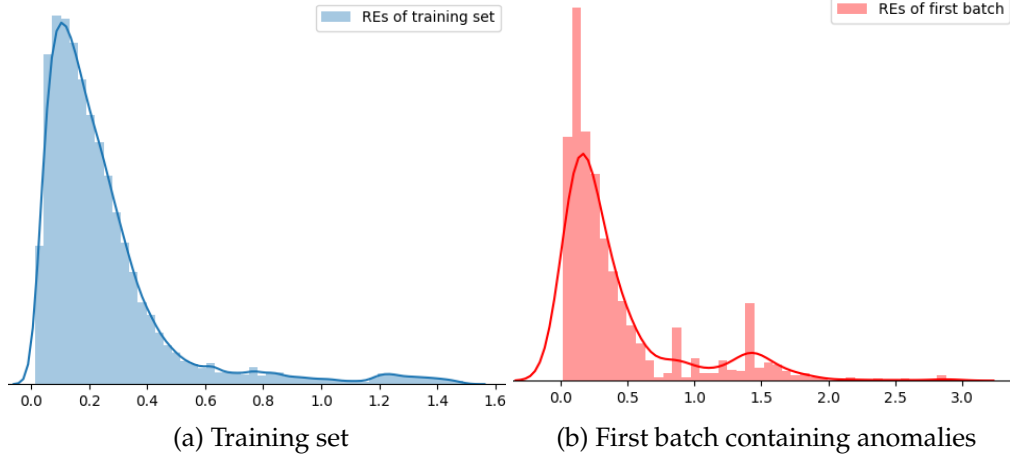 REs of training set
REs of first batch
0.0 0.2 0.4 0.6 0.8 1.0 1.2 1.4 1.6
0.0 0.5 1.0 1.5 2.0 2.5 3.0
(a) Training set
(b) First batch containing anomalies